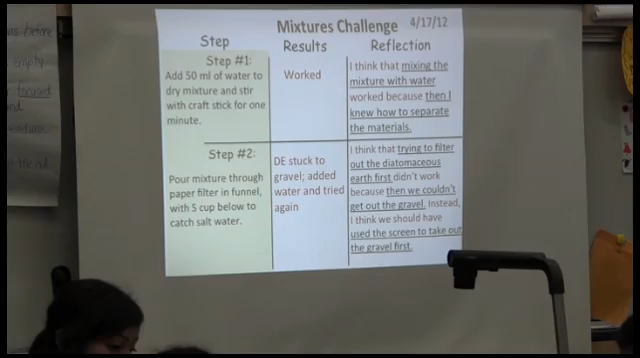 Mixtures Challenge 4/17/12
Step
Results
Reflection
Step #1:
Add 50 ml of water to
dry mixture and stir
with craft stick for one
minute.
Worked
I think that mixing the
mixture with water
worked because then I
knew how to separate
the materials.
Step #2:
Pour mixture through
paper filter in funnel,
with S cup below to
catch salt water.
DE stuck to
gravel; added
water and tried
again
I think that trying to filter
out the diatomaceous
earth first didn't work
because then we couldn't
get out the gravel. Instead,
I think we should have
used the screen to take out
the gravel first.
before
empty
focused